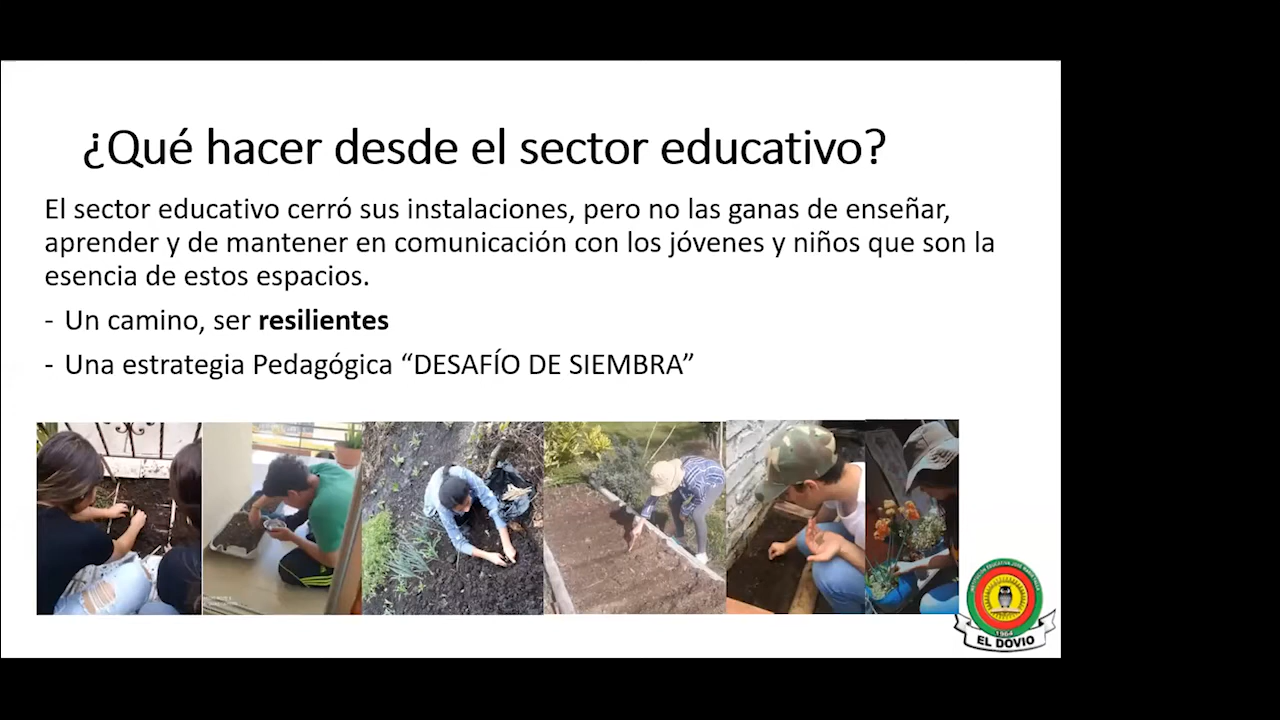 ¿Qué hacer desde el sector educativo?
El sector educativo cerró sus instalaciones, pero no las ganas de enseñar,
aprender y de mantener en comunicación con los jóvenes y niños que son la
esencia de estos espacios.
- Un camino, ser resilientes
- Una estrategia Pedagógica “DESAFÍO DE SIEMBRA”
1964
EL DOVIO